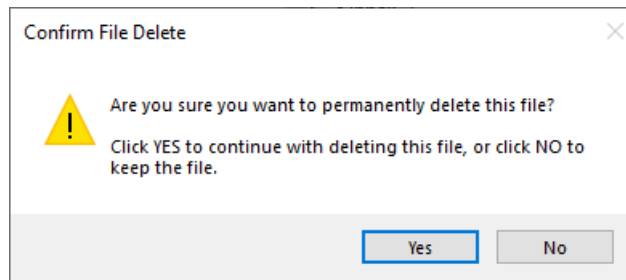 Confirm File Delete
Are you sure you want to permanently delete this file?
Click YES to continue with deleting this file, or click NO to
keep the file.
Yes
No